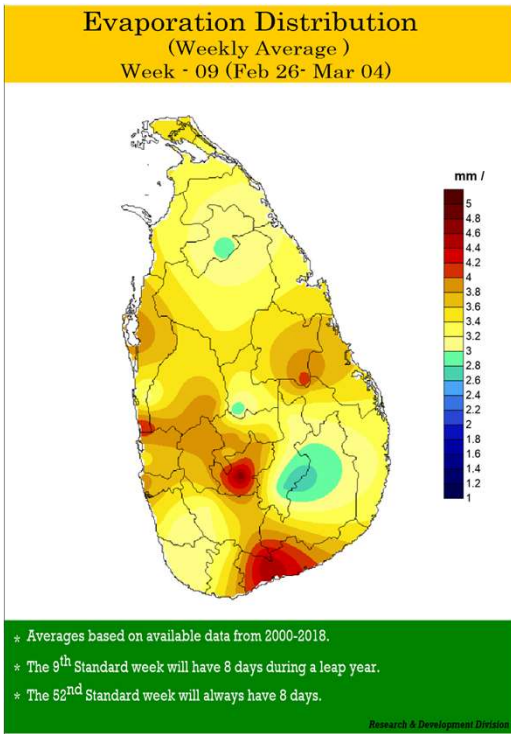 Evaporation Distribution
(Weekly Average )
Week - 09 (Feb 26- Mar 04)
mm /
5
4.8
4.6
4.4
4.2
4
3.8
3.6
3.4
3.2
3
2.8
2.6
2.4
2.2
2
1.8
1.6
1.4
1.2
1
* Averages based on available data from 2000-2018.
* The 9th Standard week will have 8 days during a leap year.
* The 52nd Standard week will always have 8 days.
Research & Development Division